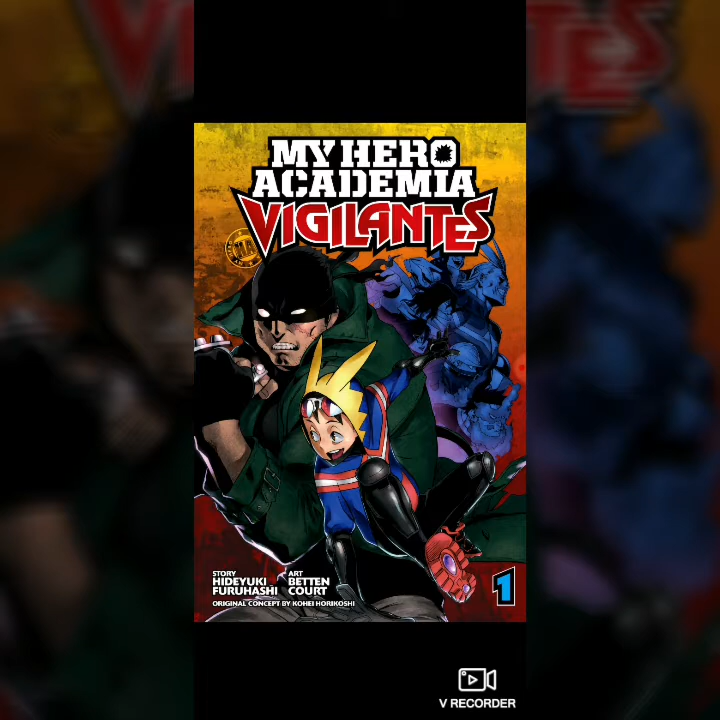 MY HERO
ACADEMIA
VIGILANTES
STORY
HIDEYUKI
FURUHASHI
ART
BETTEN
COURT
ORIGINAL CONCEPT BY KOHEI HORIKOSHI
1
V RECORDER